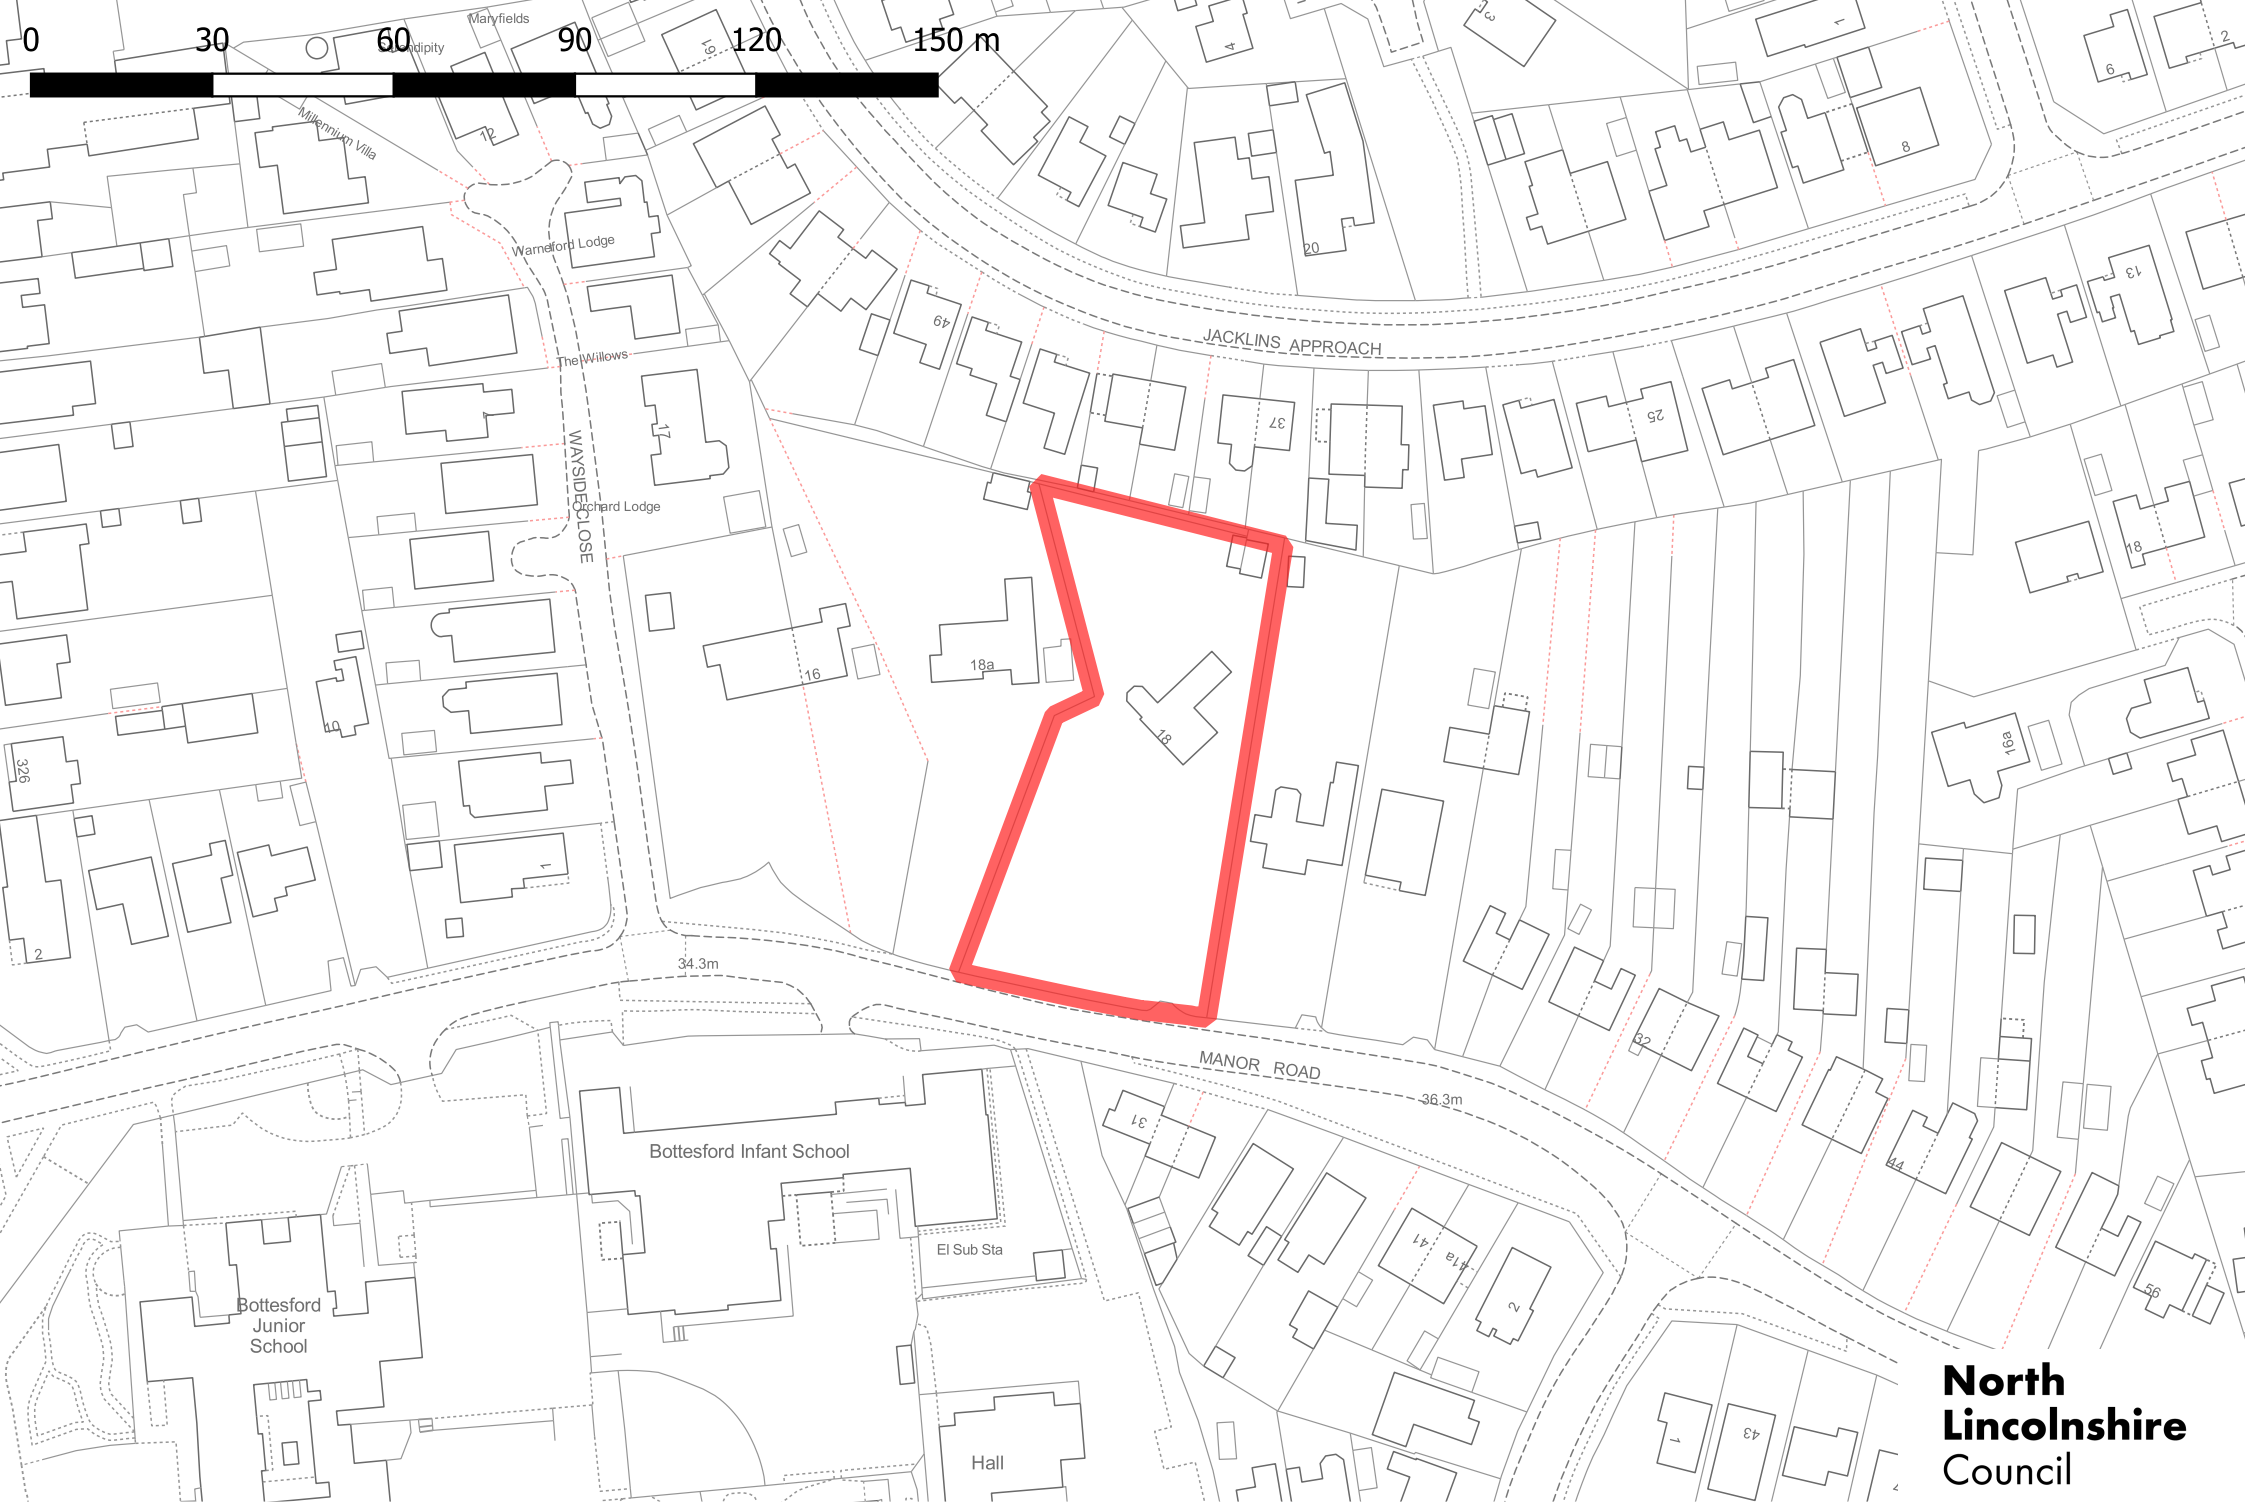 0 30 60 90 120 150 m
Maryfields
Serendipity
19
4
3
1
6
2
Millennium Villa
12
8
Warneford Lodge
20
13
49
JACKLINS APPROACH
The Willows
17
37
25
WAYSIDE CLOSE
Orchard Lodge
18
18a
16
10
18
16a
326
1
2
34.3m
32
MANOR ROAD
36.3m
31
Bottesford Infant School
44
El Sub Sta
41
41a
2
56
Bottesford
Junior
School
1
43
Hall
North
Lincolnshire
Council